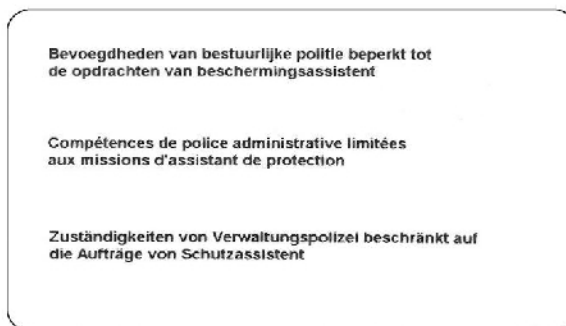 Bevoegdheden van bestuurlijke politie beperkt tot
de opdrachten van beschermingsassistent
Compétences de police administrative limitées
aux missions d'assistant de protection
Zuständigkeiten von Verwaltungspolizei beschränkt auf
die Aufträge von Schutzassistent